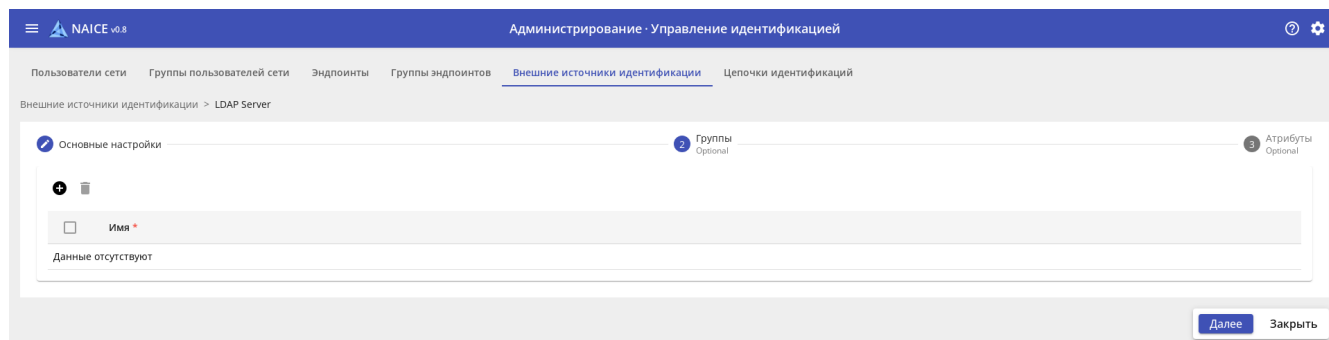 NAICE v0.8
Администрирование · Управление идентификацией
Пользователи сети Группы пользователей сети Эндпоинты Группы эндпоинтов Внешние источники идентификации Цепочки идентификаций
Внешние источники идентификации > LDAP Server
Основные настройки
2 Группы
Optional
3 Атрибуты
Optional
Имя *
Данные отсутствуют
Далее Закрыть